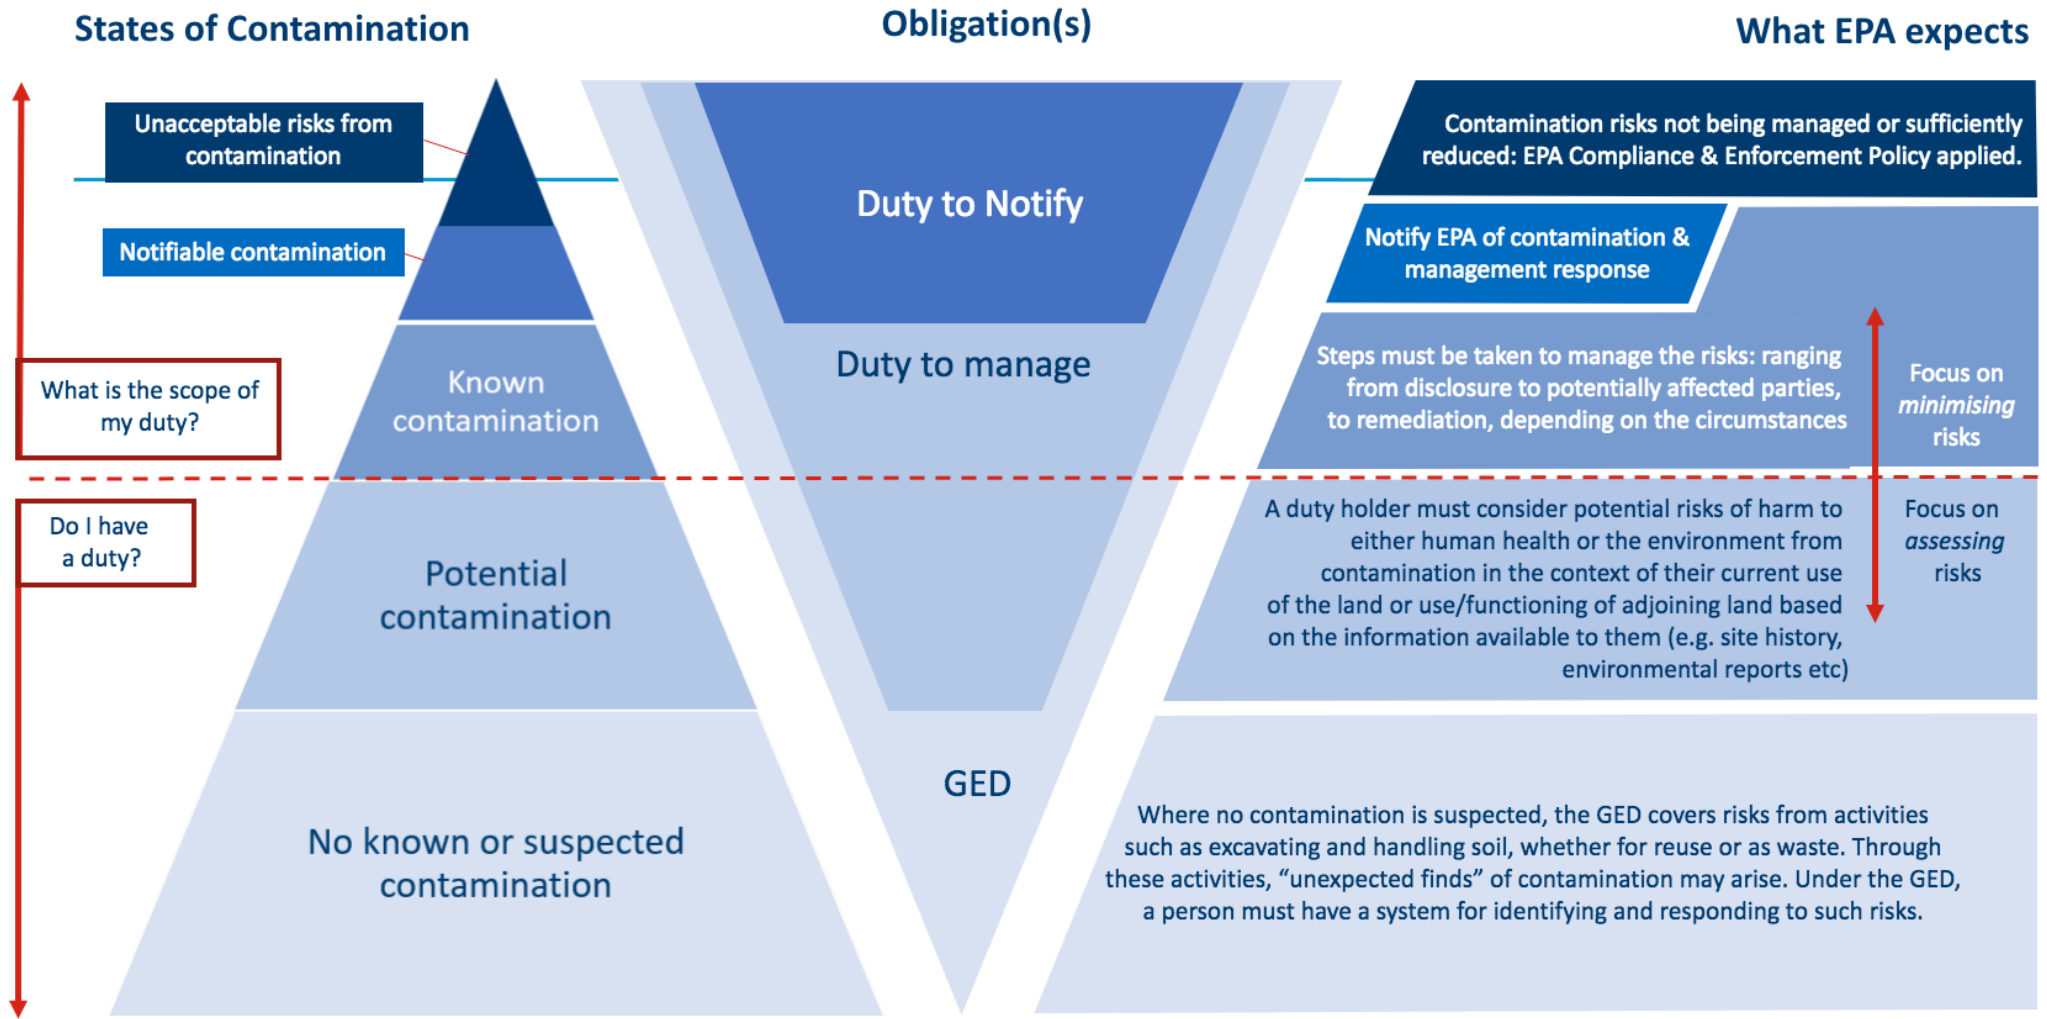 States of Contamination
Obligation(s)
What EPA expects
Unacceptable risks from
contamination
Notifiable contamination
What is the scope of
my duty?
Known
contamination
Do I have
a duty?
Potential
contamination
No known or suspected
contamination
Duty to Notify
Duty to manage
GED
Contamination risks not being managed or sufficiently
reduced: EPA Compliance & Enforcement Policy applied.
Notify EPA of contamination &
management response
Steps must be taken to manage the risks: ranging
from disclosure to potentially affected parties,
to remediation, depending on the circumstances
Focus on
minimising
risks
A duty holder must consider potential risks of harm to
either human health or the environment from
contamination in the context of their current use
of the land or use/functioning of adjoining land based
on the information available to them (e.g. site history,
environmental reports etc)
Focus on
assessing
risks
Where no contamination is suspected, the GED covers risks from activities
such as excavating and handling soil, whether for reuse or as waste. Through
these activities, “unexpected finds” of contamination may arise. Under the GED,
a person must have a system for identifying and responding to such risks.